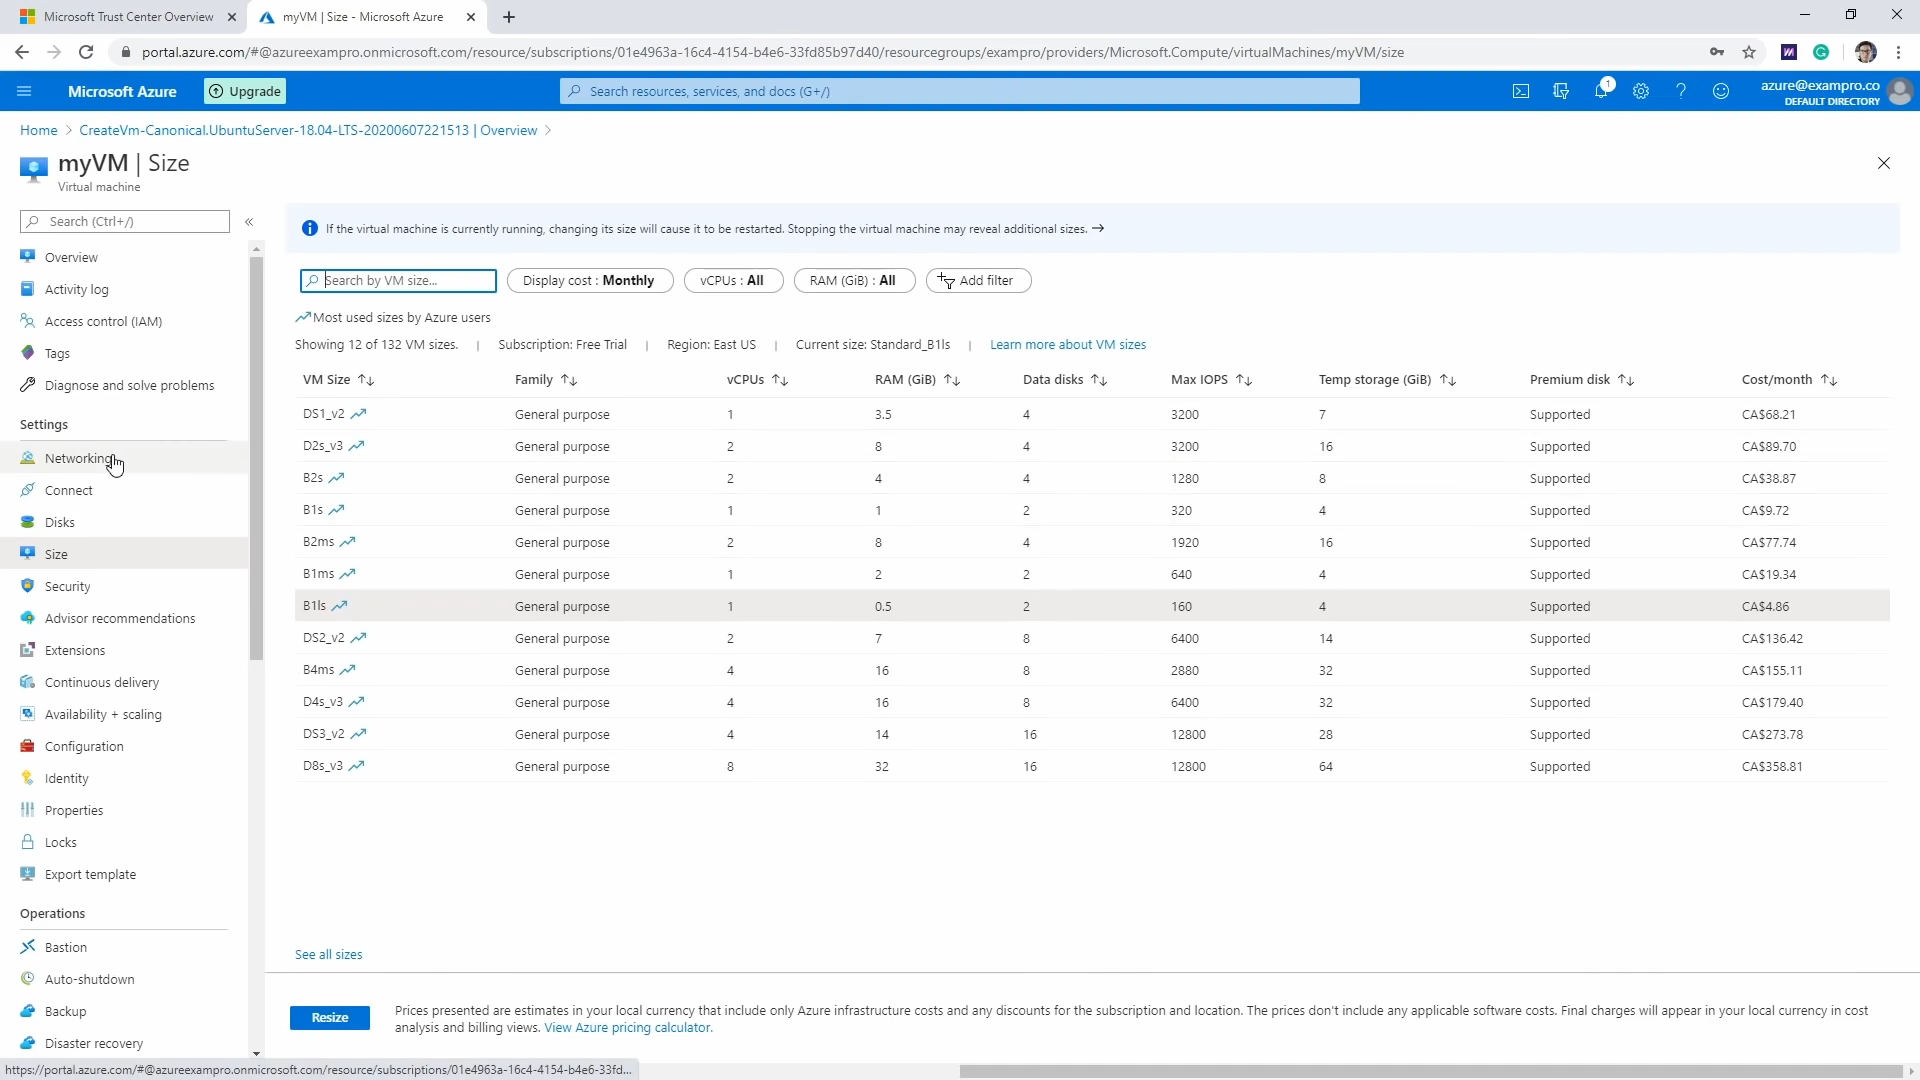 Microsoft Trust Center Overview
myVM | Size - Microsoft Azure
portal.azure.com/#@azureexampro.onmicrosoft.com/resource/subscriptions/01e4963a-16c4-4154-b4e6-33fd85b97d40/resourcegroups/exampro/providers/Microsoft.Compute/virtualMachines/myVM/size
Microsoft Azure
Upgrade
Search resources, services, and docs (G+/)
1
azure@exampro.co
DEFAULT DIRECTORY
Home > CreateVm-Canonical.UbuntuServer-18.04-LTS-20200607221513 | Overview >
myVM | Size
Virtual machine
Search (Ctrl+/)
Overview
Activity log
Access control (IAM)
Tags
Diagnose and solve problems
Settings
Networking
Connect
Disks
Size
Security
Advisor recommendations
Extensions
Continuous delivery
Availability + scaling
Configuration
Identity
Properties
Locks
Export template
Operations
Bastion
Auto-shutdown
Backup
Disaster recovery
If the virtual machine is currently running, changing its size will cause it to be restarted. Stopping the virtual machine may reveal additional sizes. →
Search by VM size...
Display cost : Monthly
vCPUs : All
RAM (GiB) : All
Add filter
Most used sizes by Azure users
Showing 12 of 132 VM sizes. | Subscription: Free Trial | Region: East US | Current size: Standard_B1ls | Learn more about VM sizes
VM Size ↑↓ Family ↑↓ vCPUs ↑↓ RAM (GiB) ↑↓ Data disks ↑↓ Max IOPS ↑↓ Temp storage (GiB) ↑↓ Premium disk ↑↓ Cost/month ↑↓
DS1_v2 General purpose 1 3.5 4 3200 7 Supported CA$68.21
D2s_v3 General purpose 2 8 4 3200 16 Supported CA$89.70
B2s General purpose 2 4 4 1280 8 Supported CA$38.87
B1s General purpose 1 1 2 320 4 Supported CA$9.72
B2ms General purpose 2 8 4 1920 16 Supported CA$77.74
B1ms General purpose 1 2 2 640 4 Supported CA$19.34
B1ls General purpose 1 0.5 2 160 4 Supported CA$4.86
DS2_v2 General purpose 2 7 8 6400 14 Supported CA$136.42
B4ms General purpose 4 16 8 2880 32 Supported CA$155.11
D4s_v3 General purpose 4 16 8 6400 32 Supported CA$179.40
DS3_v2 General purpose 4 14 16 12800 28 Supported CA$273.78
D8s_v3 General purpose 8 32 16 12800 64 Supported CA$358.81
See all sizes
Resize
Prices presented are estimates in your local currency that include only Azure infrastructure costs and any discounts for the subscription and location. The prices don't include any applicable software costs. Final charges will appear in your local currency in cost
analysis and billing views. View Azure pricing calculator.
https://portal.azure.com/#@azureexampro.onmicrosoft.com/resource/subscriptions/01e4963a-16c4-4154-b4e6-33fd...